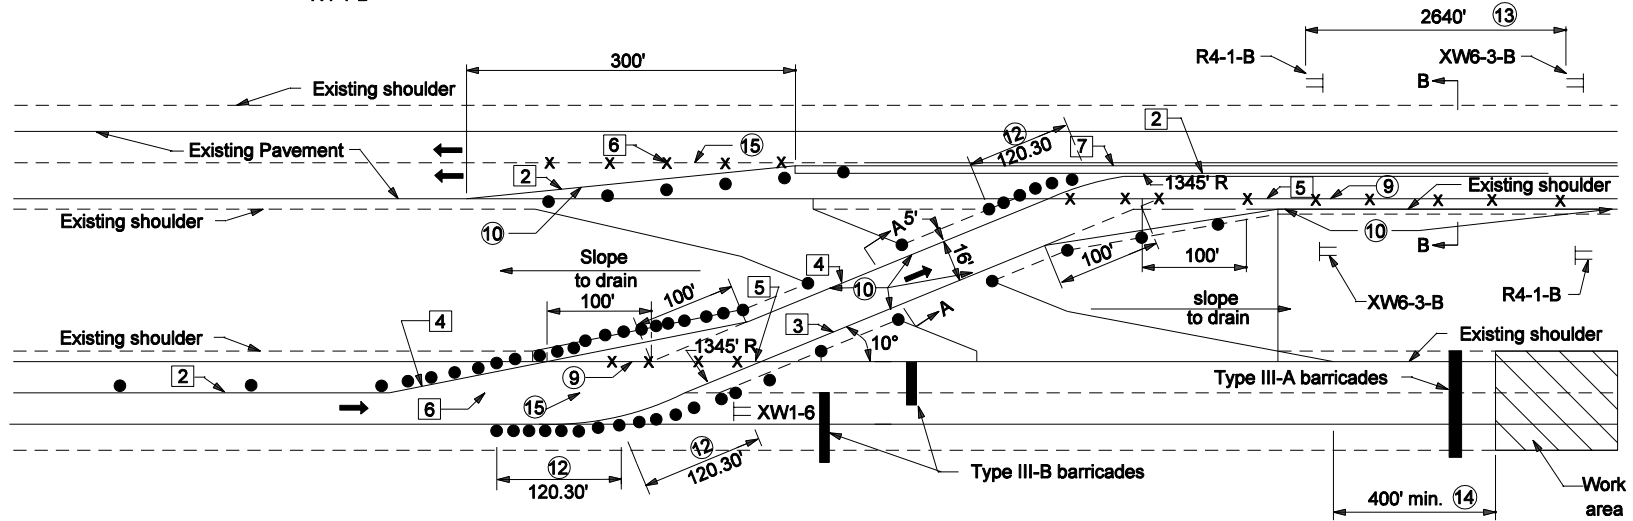 2640' 13
R4-1-B
XW6-3-B
300'
B
Existing shoulder
12
120.30
2
7
6
15
Existing Pavement
2
1345' R
5
9
Existing shoulder
Existing shoulder
10
A
5'
10
B
16'
Slope
to drain
100'
100'
5
4
10
100'
100'
XW6-3-B
R4-1-B
slope
to drain
4
3
A
10°
Existing shoulder
Existing shoulder
1345' R
9
2
Type III-A barricades
6
15
XW1-6
12
120.30'
12
120.30'
Type III-B barricades
400' min. 14
Work
area